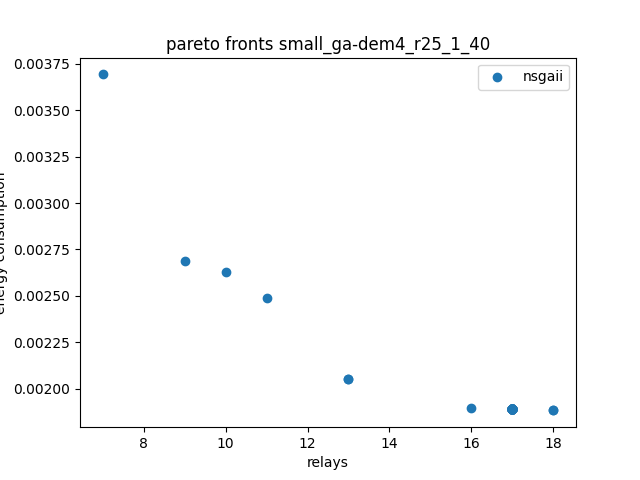 pareto fronts small_ga-dem4_r25_1_40
nsgaii
0.00375
0.00350
0.00325
0.00300
0.00275
0.00250
0.00225
0.00200
energy consumption
8 10 12 14 16 18
relays